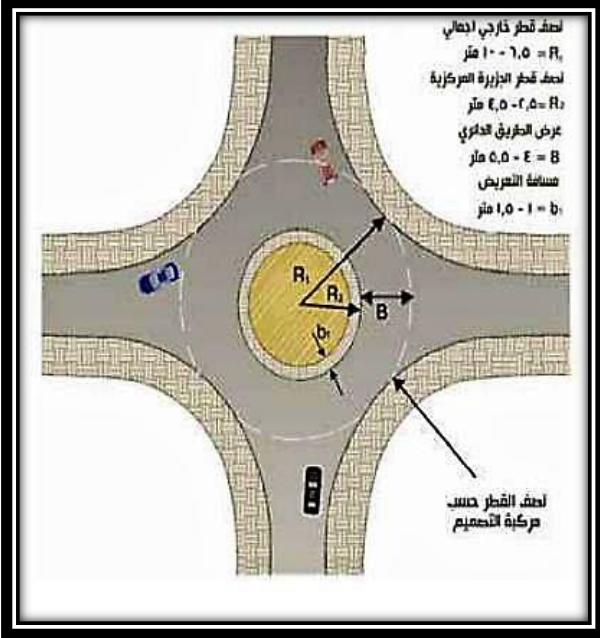 نصف قطر خارجي اجمالي
R₁ = ٦,٥ - ١٠ متر
نصف قطر الجزيرة المركزية
R₂ = ٢,٥ - ٤,٥ متر
عرض الطريق الدائري
B = ٤ - ٥,٥ متر
مسافة التعريض
b₁ = ١ - ١,٥ متر
R₁
R₂
B
b₁
نصف القطر حسب
مركبة التصميم